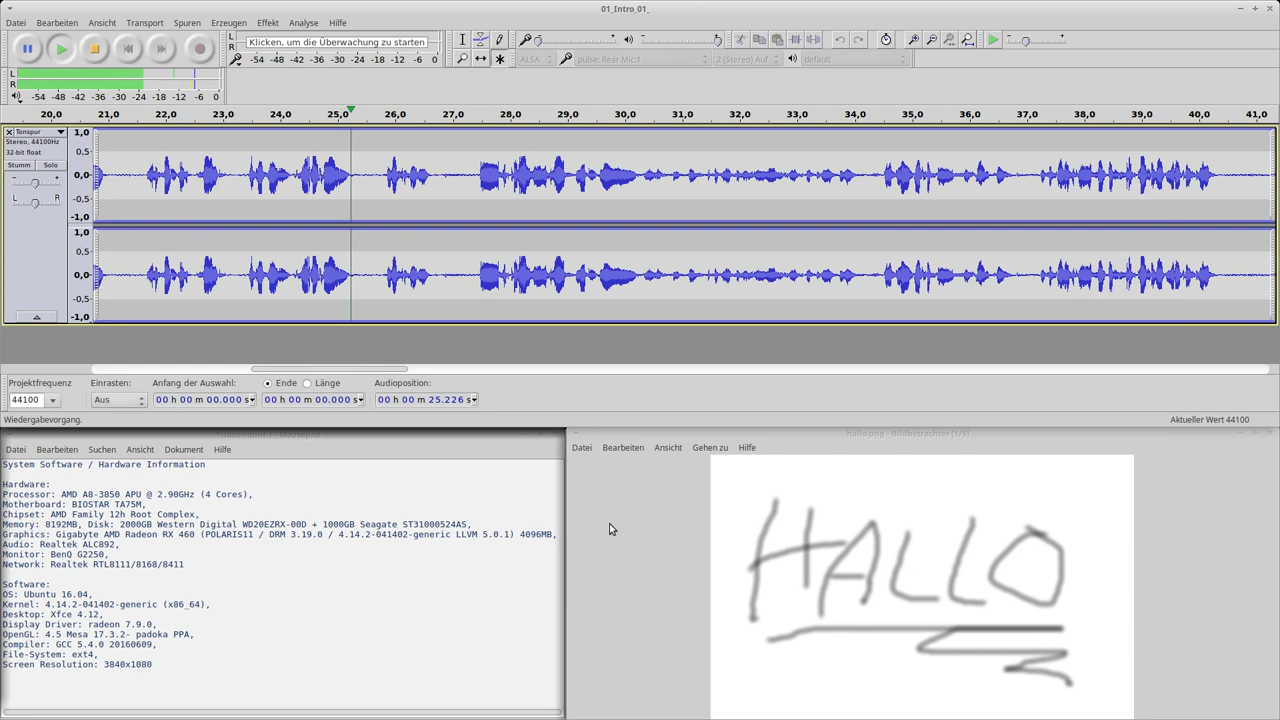 01_Intro_01_
Datei Bearbeiten Ansicht Transport Spuren Erzeugen Effekt Analyse Hilfe
L
R
Klicken, um die Überwachung zu starten
-54 -48 -42 -36 -30 -24 -18 -12 -6 0
ALSA pulse: Rear Mic:1 2 (Stereo) Auf default
L
R
-54 -48 -42 -36 -30 -24 -18 -12 -6 0
20,0 21,0 22,0 23,0 24,0 25,0 26,0 27,0 28,0 29,0 30,0 31,0 32,0 33,0 34,0 35,0 36,0 37,0 38,0 39,0 40,0 41,0
Tonspur
Stereo, 44100Hz
32-bit float
Stumm Solo
- +
L R
1,0
0,5
0,0
-0,5
-1,0
1,0
0,5
0,0
-0,5
-1,0
Projektfrequenz Einrasten: Anfang der Auswahl: Ende Länge Audioposition:
44100 Aus 00 h 00 m 00.000 s 00 h 00 m 00.000 s 00 h 00 m 25.226 s
Wiedergabevorgang. Aktueller Wert 44100
Datei Bearbeiten Suchen Ansicht Dokument Hilfe
System Software / Hardware Information
Hardware:
Processor: AMD A8-3850 APU @ 2.90GHz (4 Cores),
Motherboard: BIOSTAR TA75M,
Chipset: AMD Family 12h Root Complex,
Memory: 8192MB, Disk: 2000GB Western Digital WD20EZRX-00D + 1000GB Seagate ST31000524AS,
Graphics: Gigabyte AMD Radeon RX 460 (POLARIS11 / DRM 3.19.0 / 4.14.2-041402-generic LLVM 5.0.1) 4096MB,
Audio: Realtek ALC892,
Monitor: BenQ G2250,
Network: Realtek RTL8111/8168/8411
Software:
OS: Ubuntu 16.04,
Kernel: 4.14.2-041402-generic (x86_64),
Desktop: Xfce 4.12,
Display Driver: radeon 7.9.0,
OpenGL: 4.5 Mesa 17.3.2- padoka PPA,
Compiler: GCC 5.4.0 20160609,
File-System: ext4,
Screen Resolution: 3840x1080
hallo.png - Bildbetrachter [1/5]
Datei Bearbeiten Ansicht Gehen zu Hilfe
HALLO